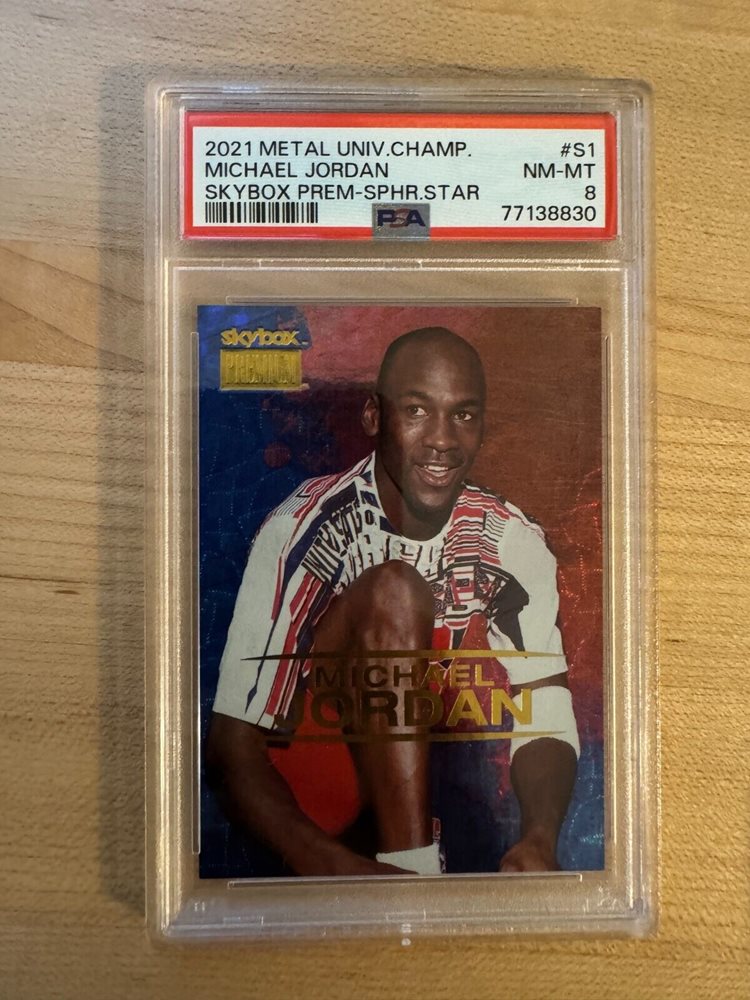 2021 METAL UNIV.CHAMP. #S1
MICHAEL JORDAN NM-MT
SKYBOX PREM-SPHR.STAR 8
PSA 77138830
skybox
PREMIUM
MICHAEL
JORDAN